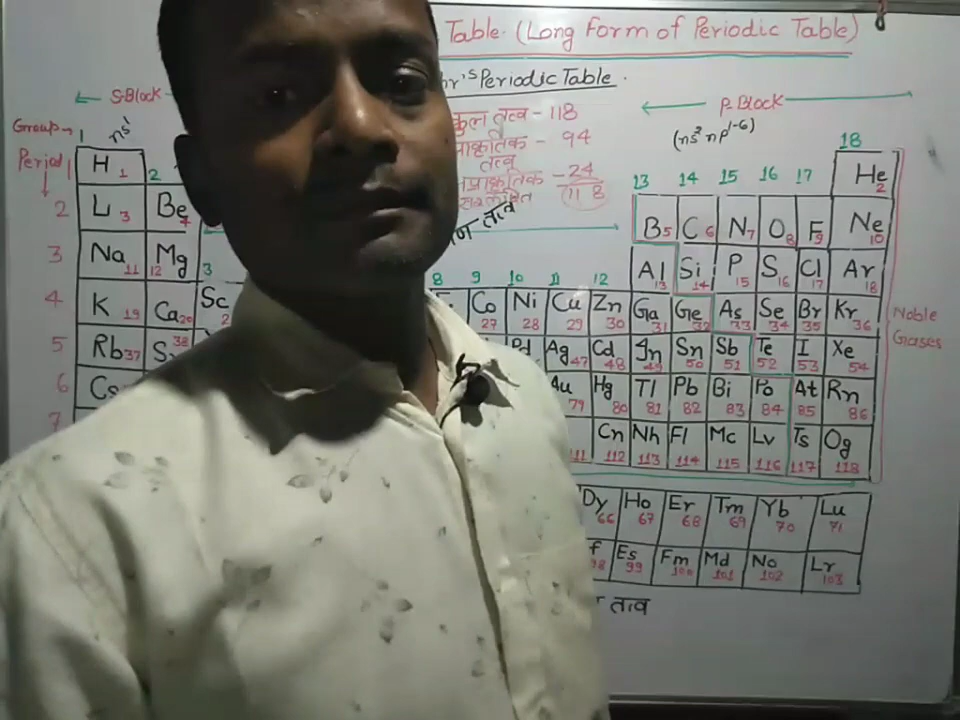 Table. (Long Form of Periodic Table)
hr's Periodic Table.
← S-Block
← P-Block →
कुल तत्व - 118
प्राकृतिक - 94
तत्व
- 24
118
(ns² np¹⁻⁶)
Group → 1 ns¹ 18
Period ↓ 1 H 1 2 13 14 15 16 17 He 2
2 Li 3 Be 4 B 5 C 6 N 7 O 8 F 9 Ne 10
3 Na 11 12 Mg 3 8 9 10 11 12 Al 13 Si 14 P 15 S 16 Cl 17 Ar 18
4 K 19 Ca 20 Sc 2 Co 27 Ni 28 Cu 29 Zn 30 Ga 31 Ge 32 As 33 Se 34 Br 35 Kr 36
5 Rb 37 S 38 Pd Ag 47 Cd 48 In 49 Sn 50 Sb 51 Te 52 I 53 Xe 54
6 Cs Au 79 Hg 80 Tl 81 Pb 82 Bi 83 Po 84 At 85 Rn 86
7 111 Cn 112 Nh 113 Fl 114 Mc 115 Lv 116 Ts 117 Og 118
Noble
Gases
Dy 66 Ho 67 Er 68 Tm 69 Yb 70 Lu 71
f 98 Es 99 Fm 100 Md 101 No 102 Lr 103
तत्व